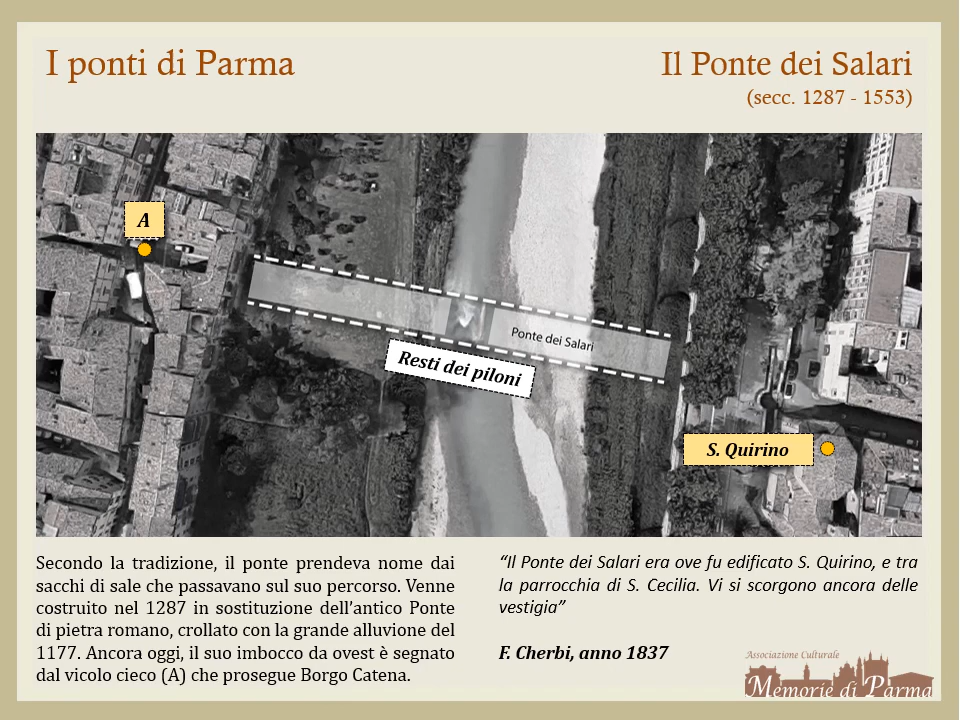 I ponti di Parma
Il Ponte dei Salari
(secc. 1287 - 1553)
A
Ponte dei Salari
Resti dei piloni
S. Quirino
Secondo la tradizione, il ponte prendeva nome dai
sacchi di sale che passavano sul suo percorso. Venne
costruito nel 1287 in sostituzione dell’antico Ponte
di pietra romano, crollato con la grande alluvione del
1177. Ancora oggi, il suo imbocco da ovest è segnato
dal vicolo cieco (A) che prosegue Borgo Catena.
“Il Ponte dei Salari era ove fu edificato S. Quirino, e tra
la parrocchia di S. Cecilia. Vi si scorgono ancora delle
vestigia”
F. Cherbi, anno 1837
Associazione Culturale
Memorie di Parma